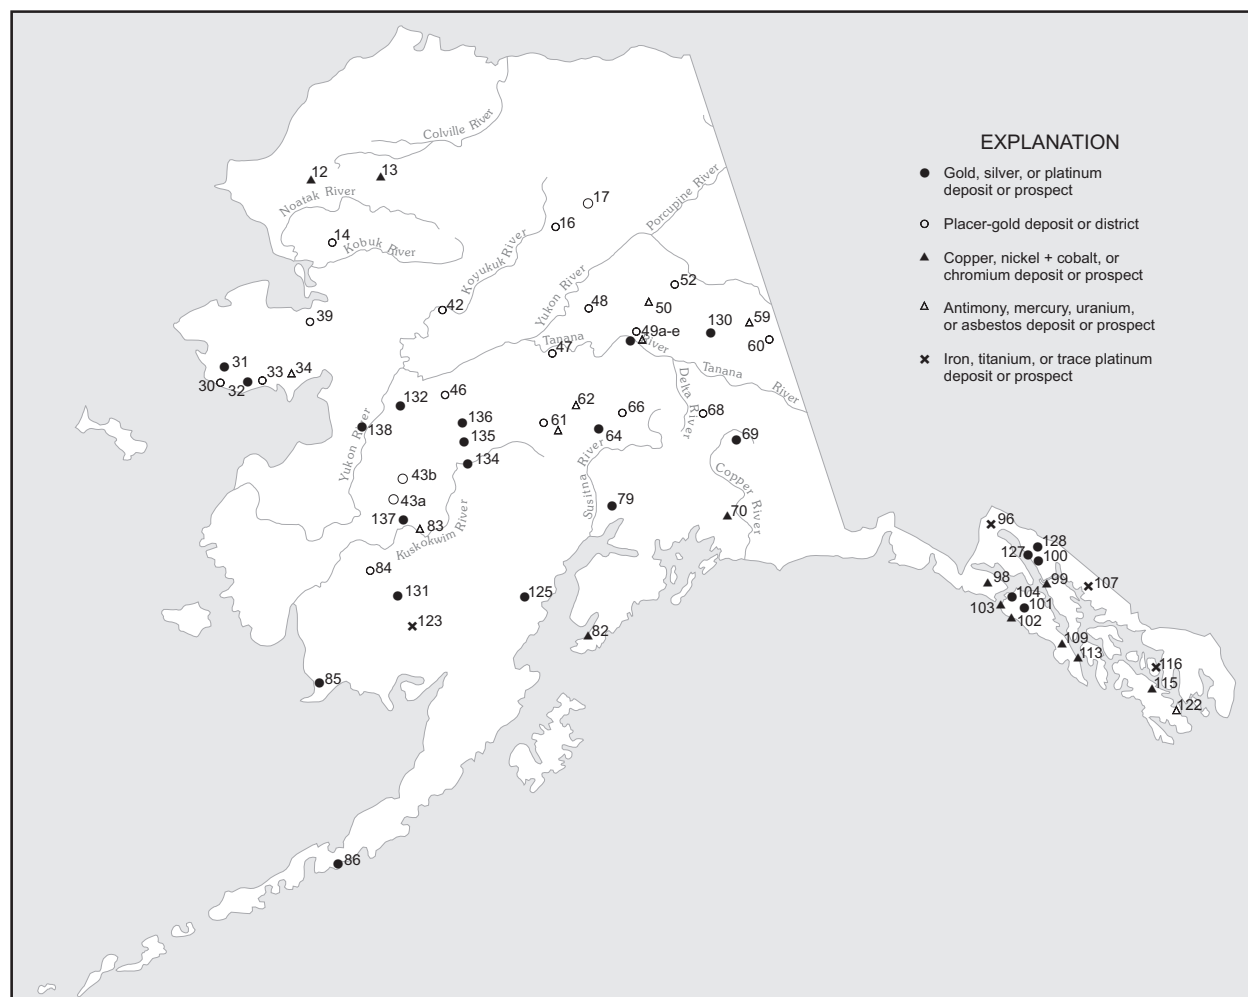 EXPLANATION
Gold, silver, or platinum
deposit or prospect
Placer-gold deposit or district
Copper, nickel + cobalt, or
chromium deposit or prospect
Antimony, mercury, uranium,
or asbestos deposit or prospect
Iron, titanium, or trace platinum
deposit or prospect
Colville River
12
13
Noatak River
17
16
Porcupine River
14
Kobuk River
Koyukuk River
52
Yukon River
48
50
42
39
130
59
49a-e
60
Tanana
River
47
31
33
34
30
32
Tanana
River
Delta River
132
46
62
66
68
136
61
138
135
64
69
134
Yukon River
43b
Susitna River
Copper River
43a
79
137
83
70
Kuskokwim River
96
128
127
100
84
98
99
107
131
125
104
103
101
102
123
82
109
113
116
85
115
122
86